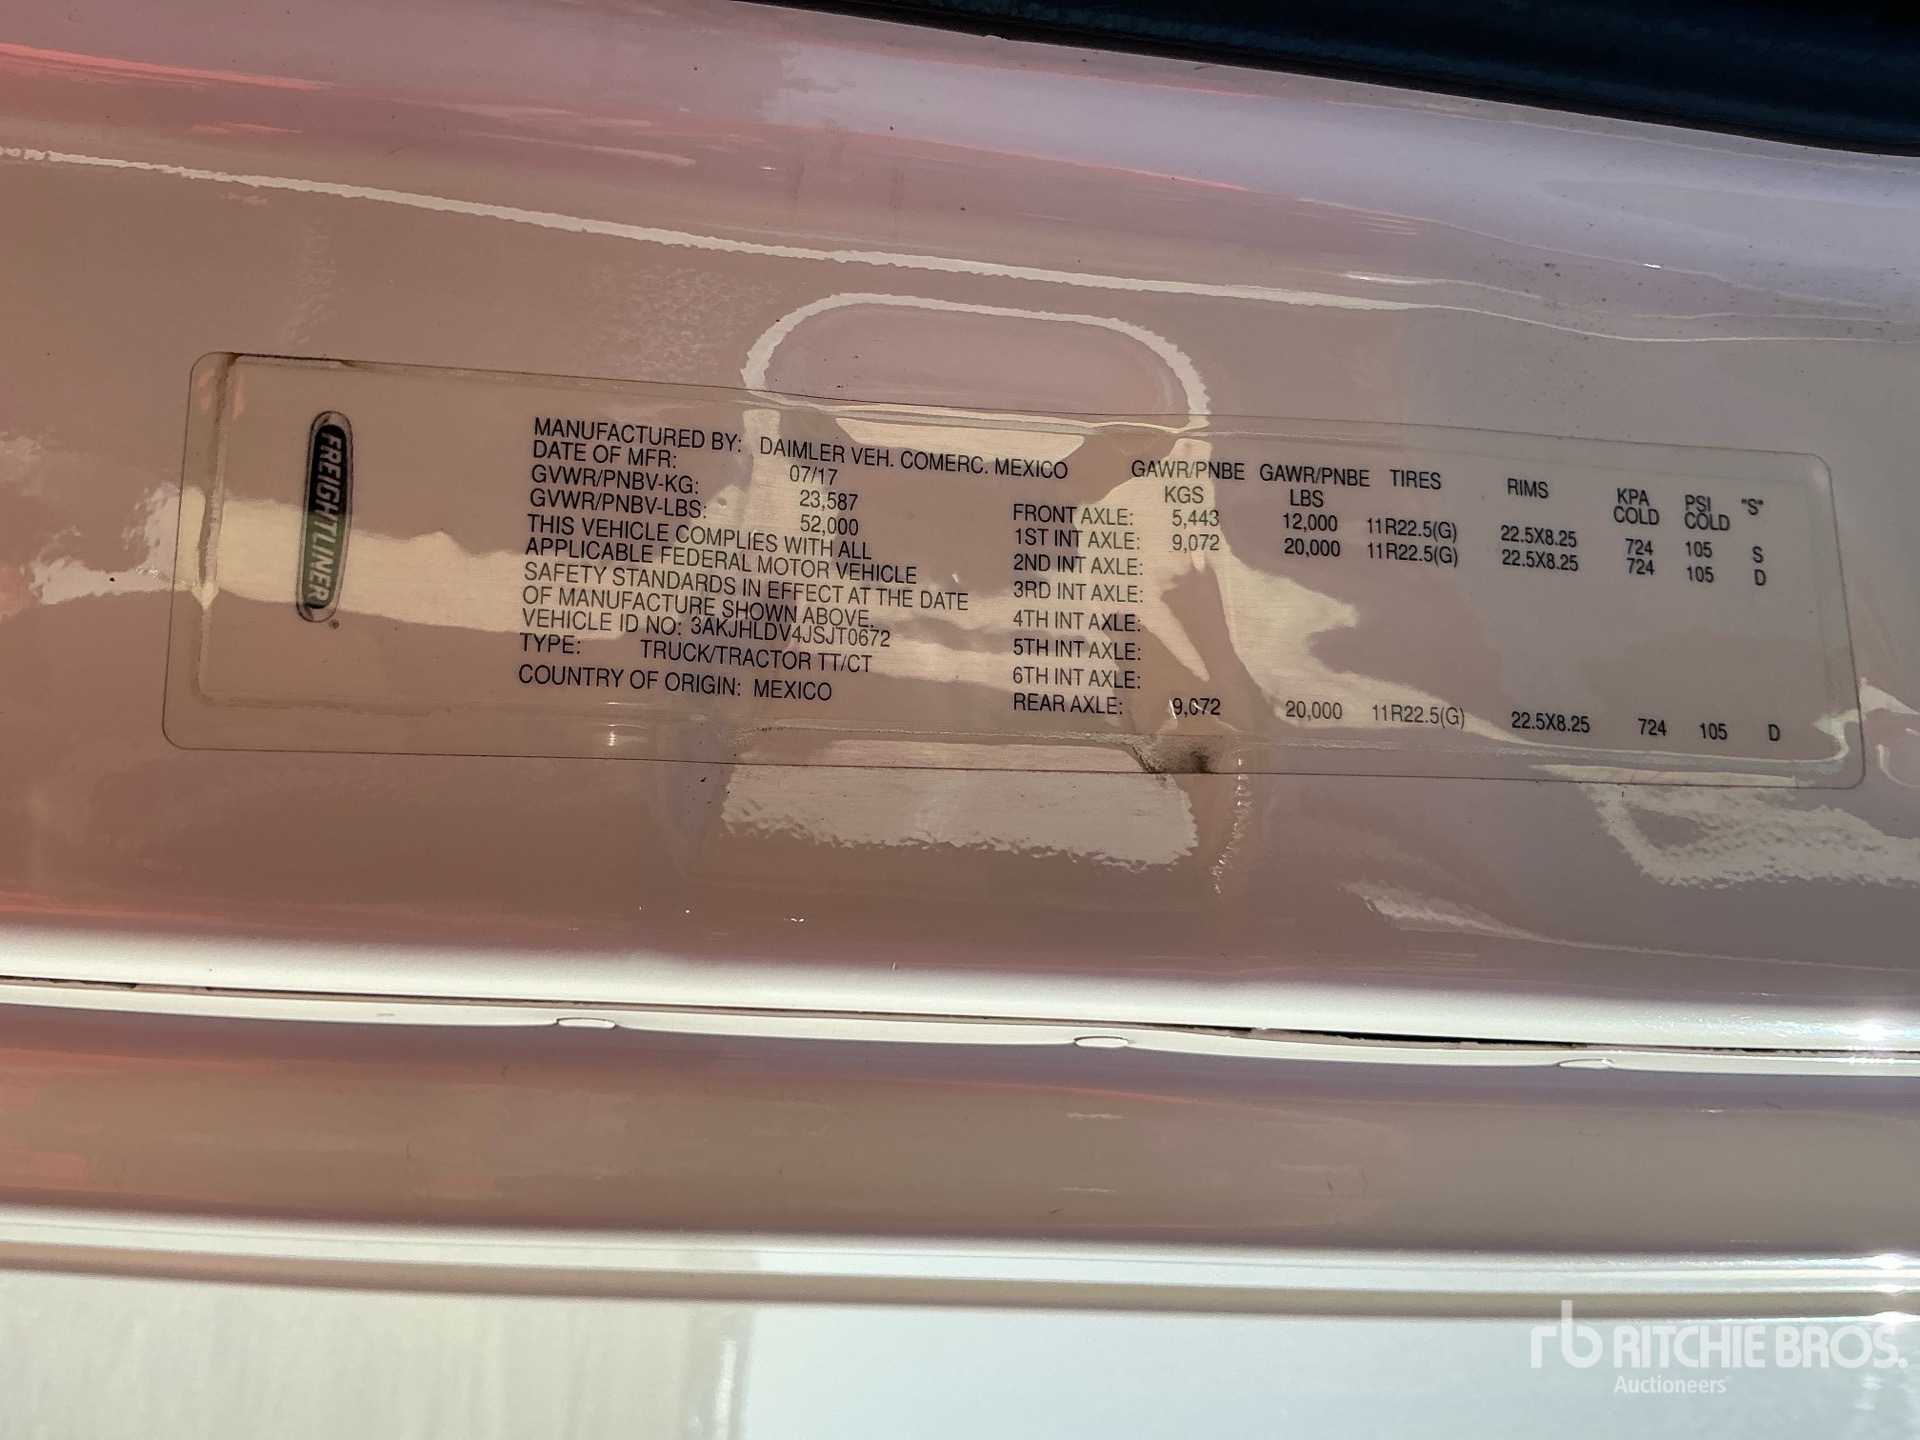 FREIGHTLINER®
MANUFACTURED BY: DAIMLER VEH. COMERC. MEXICO
DATE OF MFR: 07/17
GVWR/PNBV-KG: 23,587
GVWR/PNBV-LBS: 52,000
THIS VEHICLE COMPLIES WITH ALL
APPLICABLE FEDERAL MOTOR VEHICLE
SAFETY STANDARDS IN EFFECT AT THE DATE
OF MANUFACTURE SHOWN ABOVE.
VEHICLE ID NO: 3AKJHLDV4JSJT0672
TYPE: TRUCK/TRACTOR TT/CT
COUNTRY OF ORIGIN: MEXICO
GAWR/PNBE GAWR/PNBE TIRES RIMS KPA PSI "S"
KGS LBS COLD COLD
FRONT AXLE: 5,443 12,000 11R22.5(G) 22.5X8.25 724 105 S
1ST INT AXLE: 9,072 20,000 11R22.5(G) 22.5X8.25 724 105 D
2ND INT AXLE:
3RD INT AXLE:
4TH INT AXLE:
5TH INT AXLE:
6TH INT AXLE:
REAR AXLE: 9,072 20,000 11R22.5(G) 22.5X8.25 724 105 D
rb RITCHIE BROS.
Auctioneers